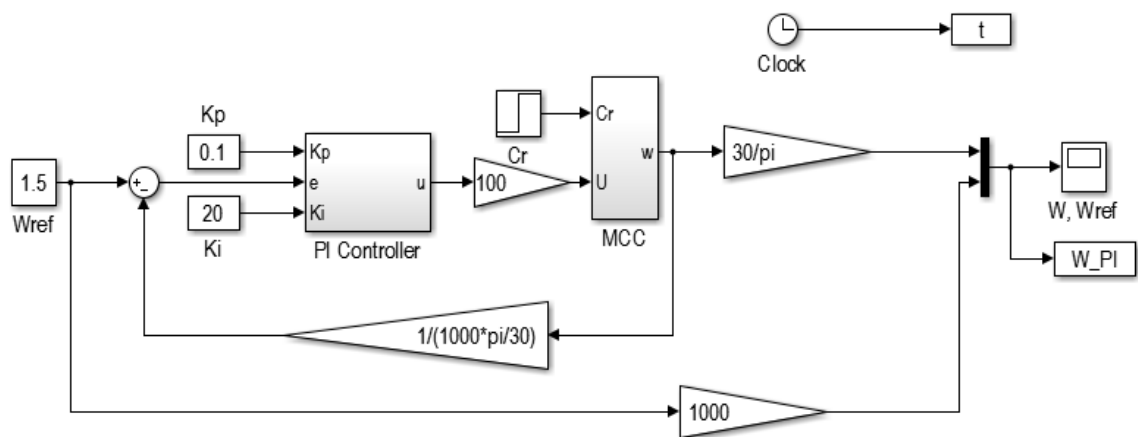 t
Clock
Kp
0.1
Kp
e
Ki
u
PI Controller
20
Ki
1.5
Wref
+
-
100
Cr
Cr
U
w
MCC
30/pi
W, Wref
W_PI
1/(1000*pi/30)
1000